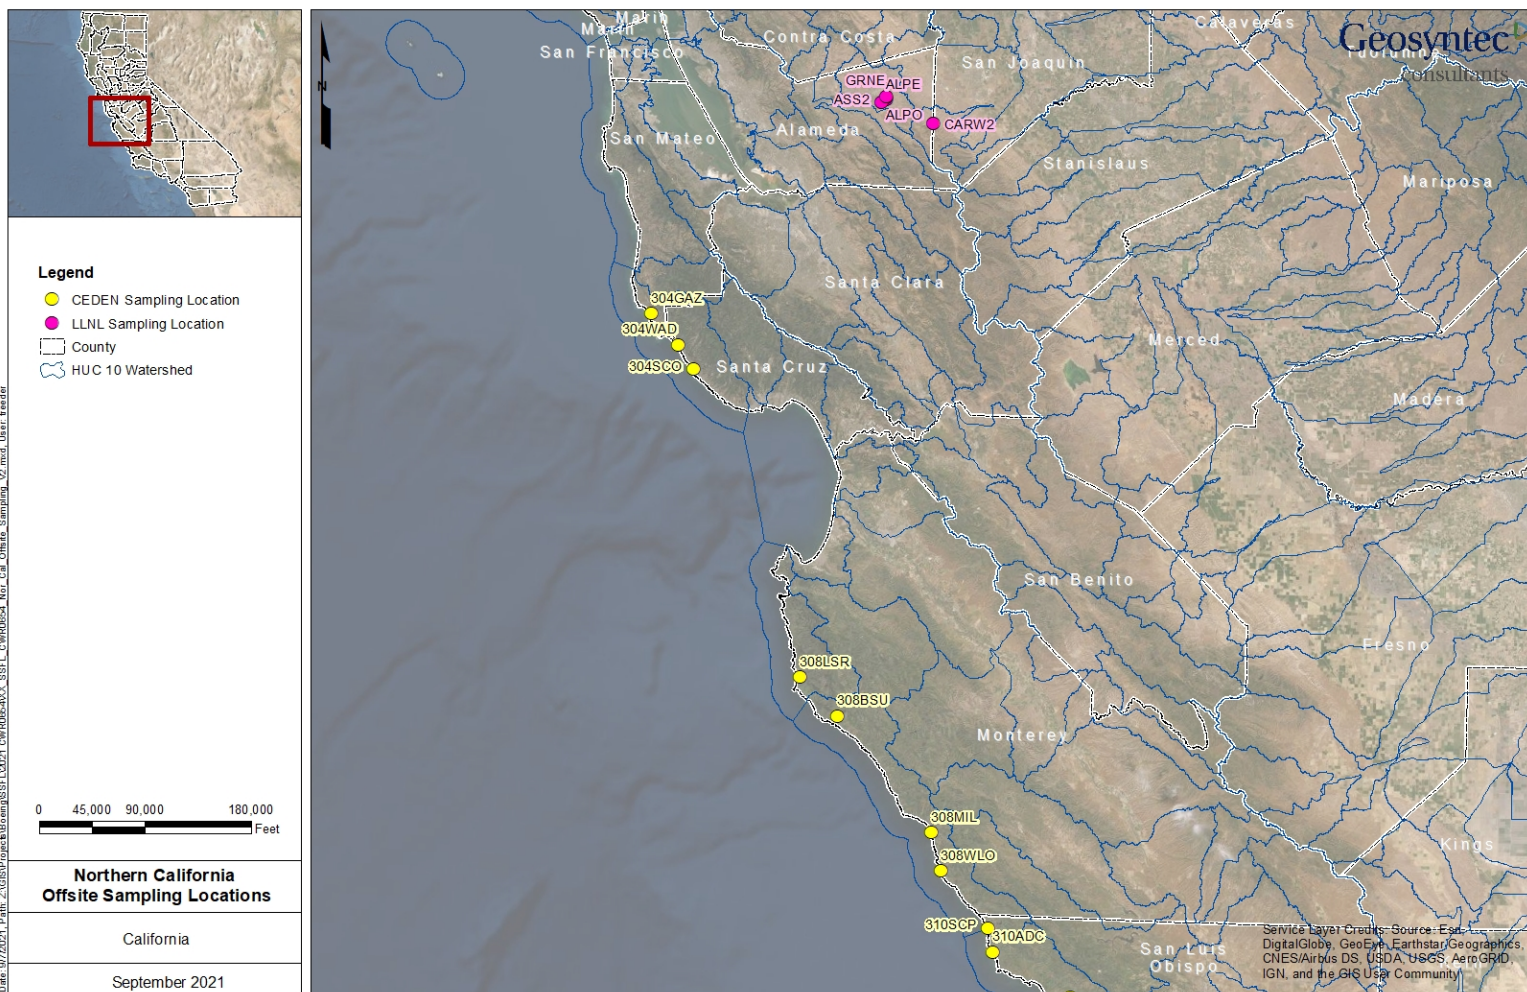 Legend
CEDEN Sampling Location
LLNL Sampling Location
County
HUC 10 Watershed
0 45,000 90,000 180,000
Feet
Northern California
Offsite Sampling Locations
California
September 2021
N
Marin
Marin
San Francisco
Contra Costa
San Joaquin
Calaveras
Tuolumne
Geosyntec
consultants
GRNE
ALPE
ASS2
ALPO
CARW2
Alameda
San Mateo
Stanislaus
Mariposa
Santa Clara
304GAZ
304WAD
304SCO
Santa Cruz
Merced
Madera
San Benito
Fresno
308LSR
308BSU
Monterey
308MIL
308WLO
Kings
310SCP
310ADC
San Luis
Obispo
Service Layer Credits: Source: Esri,
DigitalGlobe, GeoEye, Earthstar Geographics,
CNES/Airbus DS, USDA, USGS, AeroGRID,
IGN, and the GIS User Community